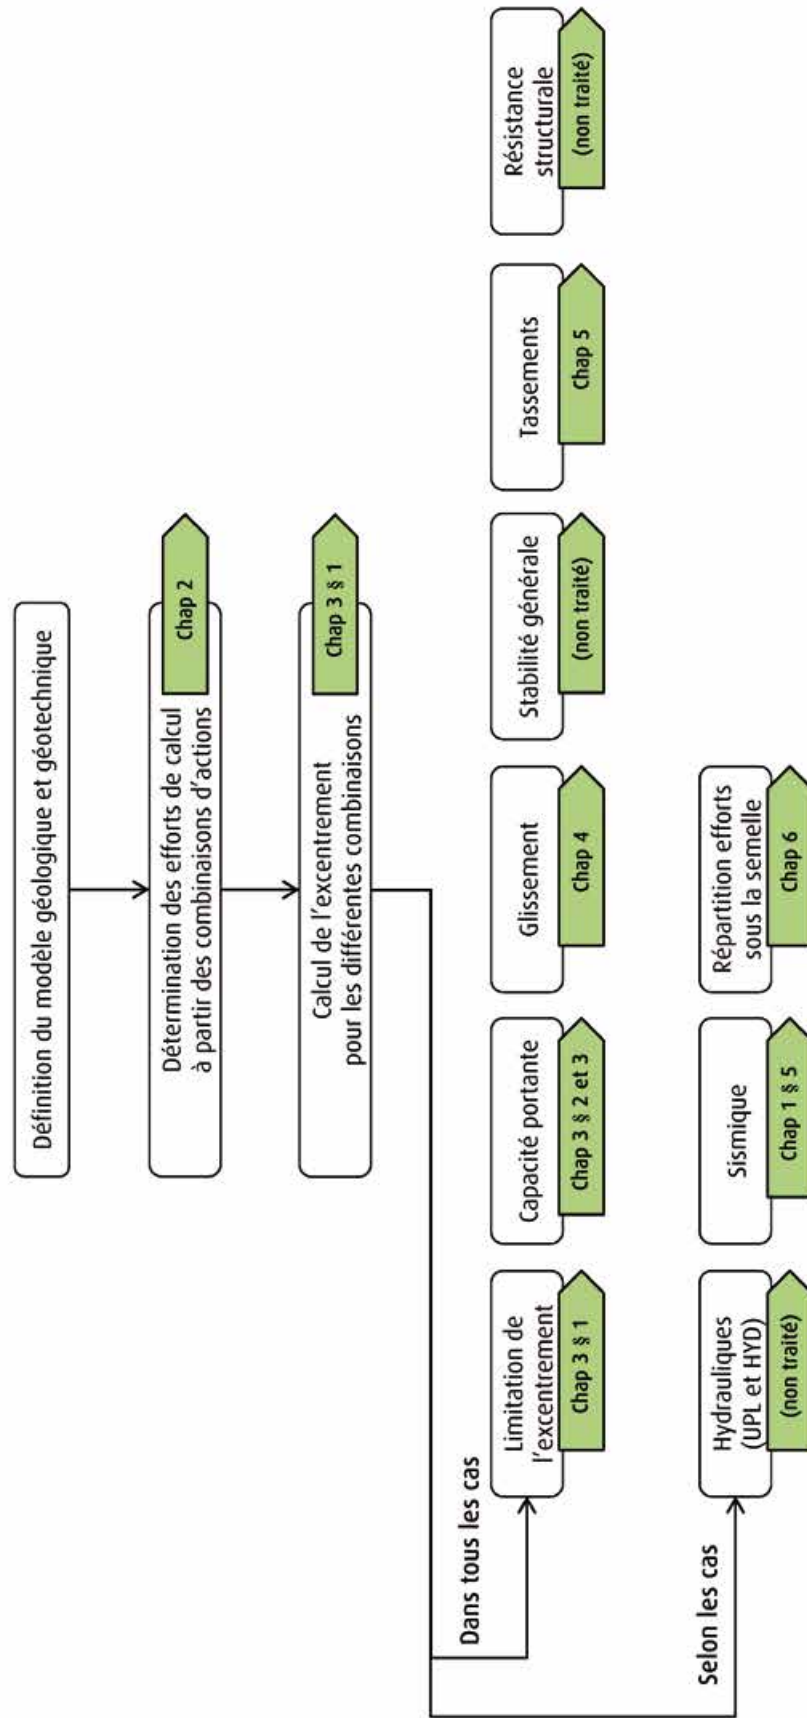 Définition du modèle géologique et géotechnique
Détermination des efforts de calcul
à partir des combinaisons d'actions
Chap 2
Calcul de l'excentrement
pour les différentes combinaisons
Chap 3 § 1
Dans tous les cas
Limitation de
l'excentrement
Chap 3 § 1
Capacité portante
Chap 3 § 2 et 3
Glissement
Chap 4
Stabilité générale
(non traité)
Tassements
Chap 5
Résistance
structurale
(non traité)
Selon les cas
Hydrauliques
(UPL et HYD)
(non traité)
Sismique
Chap 1 § 5
Répartition efforts
sous la semelle
Chap 6